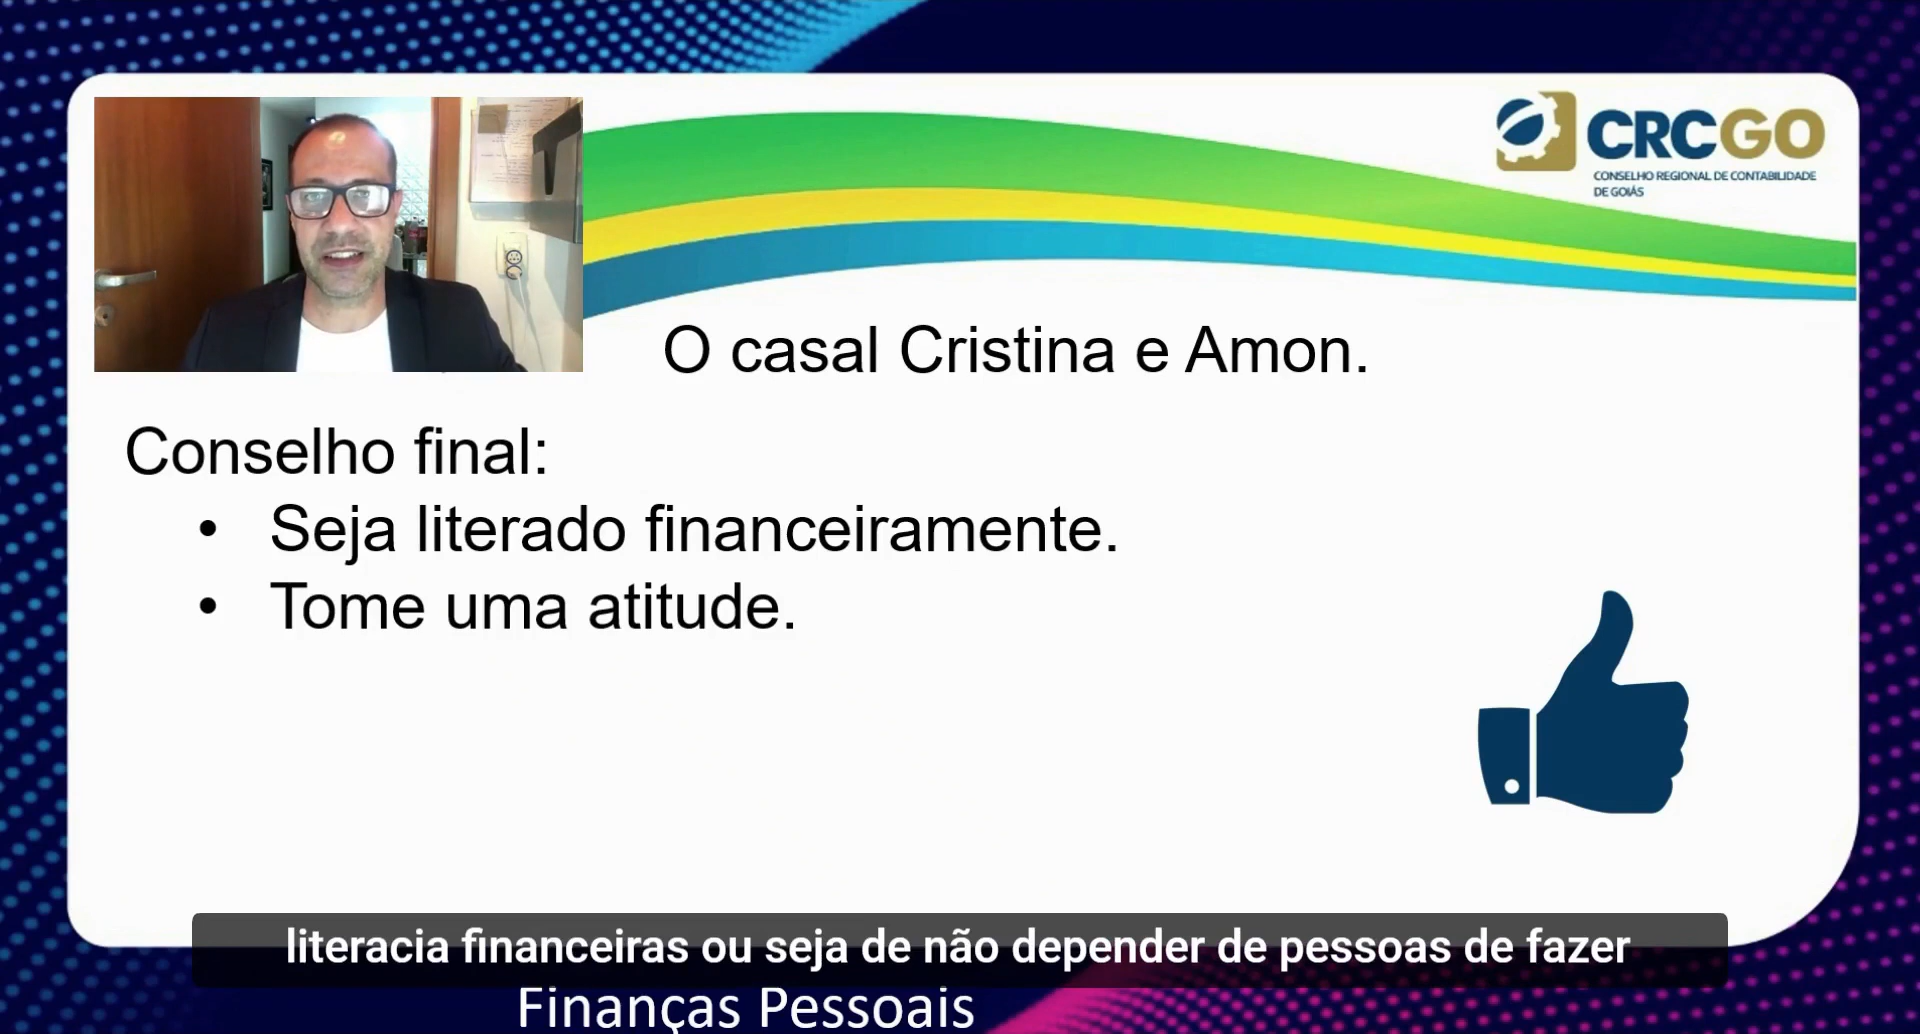 CRCGO
CONSELHO REGIONAL DE CONTABILIDADE
DE GOIÁS
O casal Cristina e Amon.
Conselho final:
• Seja literado financeiramente.
• Tome uma atitude.
literacia financeiras ou seja de não depender de pessoas de fazer
Finanças Pessoais